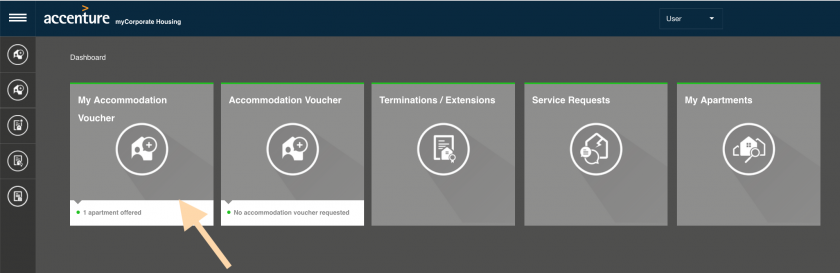 accenture myCorporate Housing
User
Dashboard
My Accommodation
Voucher
Accommodation Voucher
Terminations / Extensions
Service Requests
My Apartments
1 apartment offered
No accommodation voucher requested